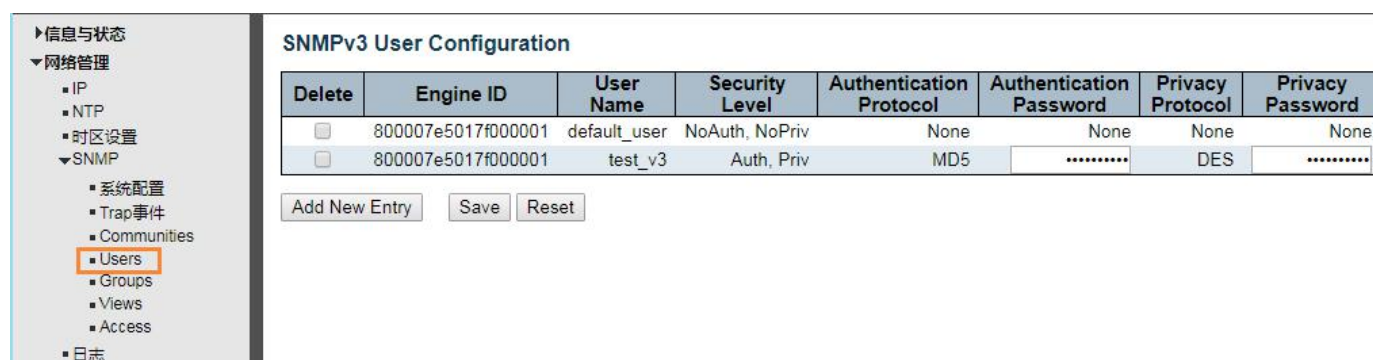 信息与状态
网络管理
IP
NTP
时区设置
SNMP
系统配置
Trap事件
Communities
Users
Groups
Views
Access
日志
SNMPv3 User Configuration
Delete Engine ID User Name Security Level Authentication Protocol Authentication Password Privacy Protocol Privacy Password
800007e5017f000001 default_user NoAuth, NoPriv None None None None
800007e5017f000001 test_v3 Auth, Priv MD5 •••••••••• DES ••••••••••
Add New Entry Save Reset